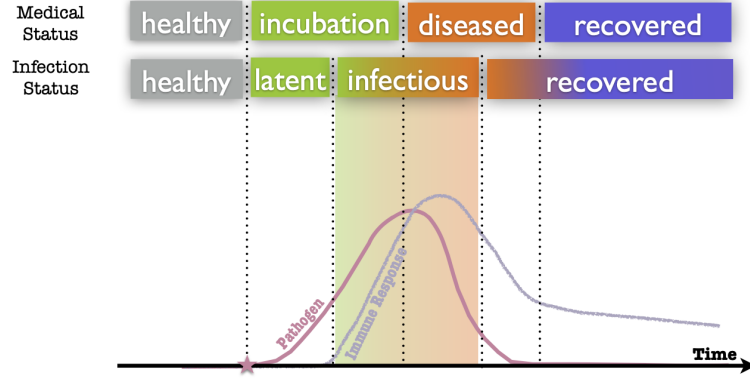 Medical
Status
healthy
incubation
diseased
recovered
Infection
Status
healthy
latent
infectious
recovered
Pathogen
Immune Response
Time